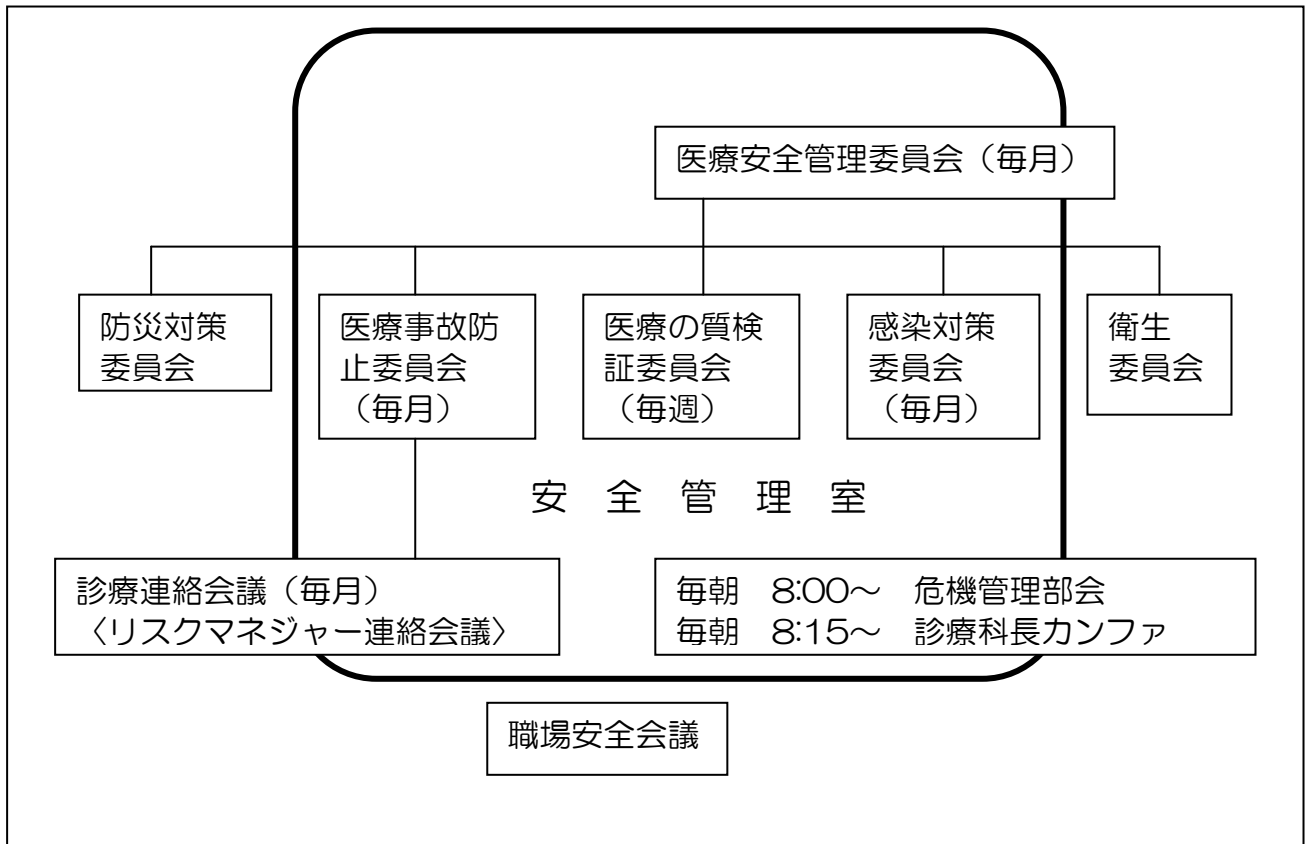 医療安全管理委員会（毎月）
防災対策
委員会
医療事故防
止委員会
（毎月）
医療の質検
証委員会
（毎週）
感染対策
委員会
（毎月）
衛生
委員会
安　全　管　理　室
診療連絡会議（毎月）
〈リスクマネジャー連絡会議〉
毎朝　8:00～　危機管理部会
毎朝　8:15～　診療科長カンファ
職場安全会議